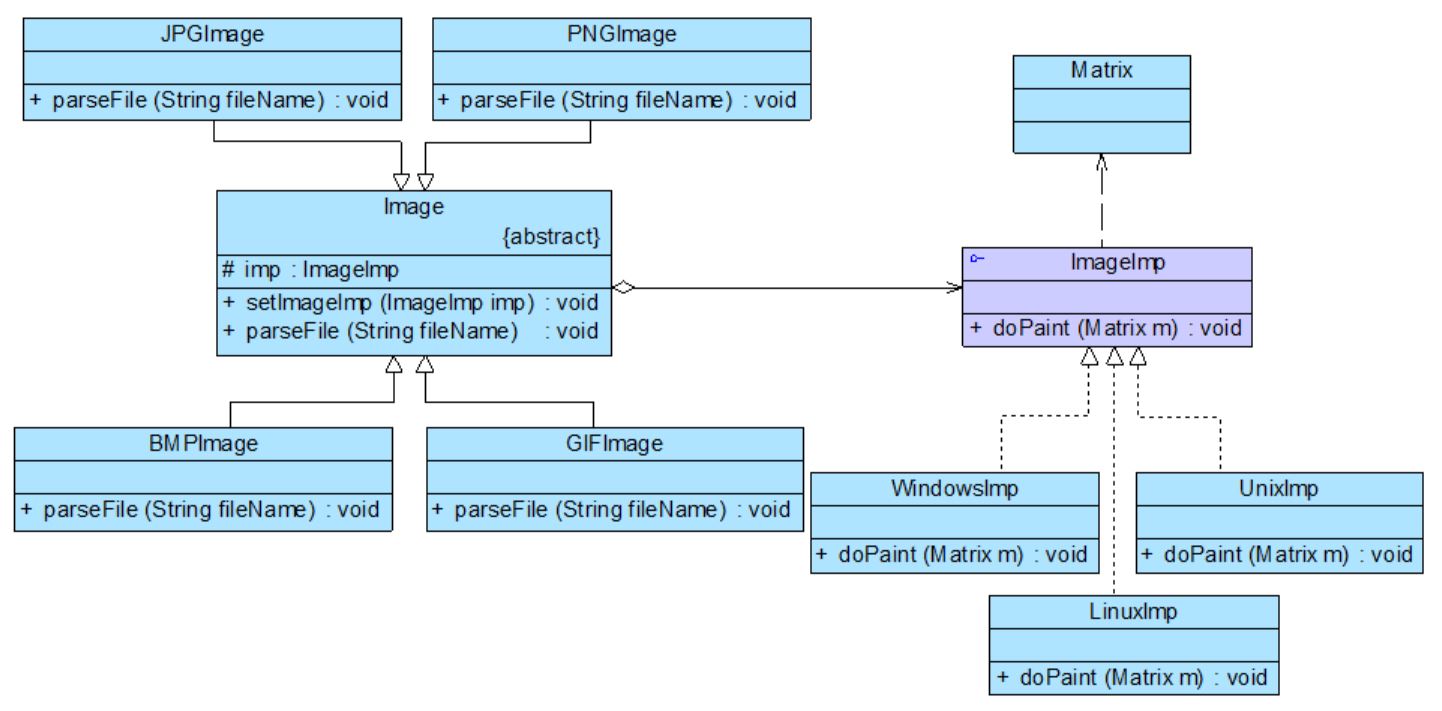 JPGImage
+ parseFile (String fileName) : void
PNGImage
+ parseFile (String fileName) : void
Matrix
Image
{abstract}
# imp : ImageImp
+ setImageImp (ImageImp imp) : void
+ parseFile (String fileName) : void
ImageImp
+ doPaint (Matrix m) : void
BMPImage
+ parseFile (String fileName) : void
GIFImage
+ parseFile (String fileName) : void
WindowsImp
+ doPaint (Matrix m) : void
UnixImp
+ doPaint (Matrix m) : void
LinuxImp
+ doPaint (Matrix m) : void